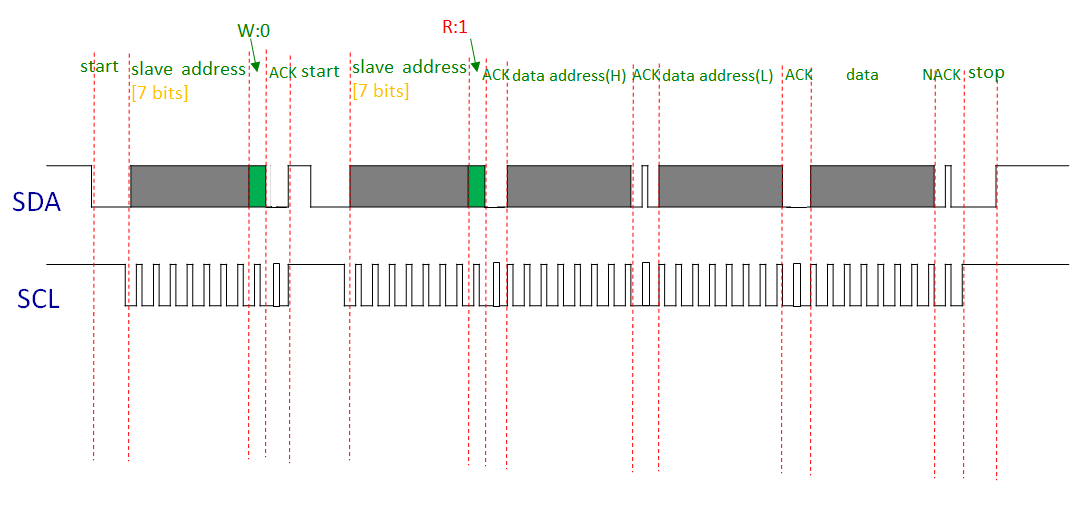 W:0
R:1
start
slave address
[7 bits]
ACK
start
slave address
[7 bits]
ACK
data address(H)
ACK
data address(L)
ACK
data
NACK
stop
SDA
SCL